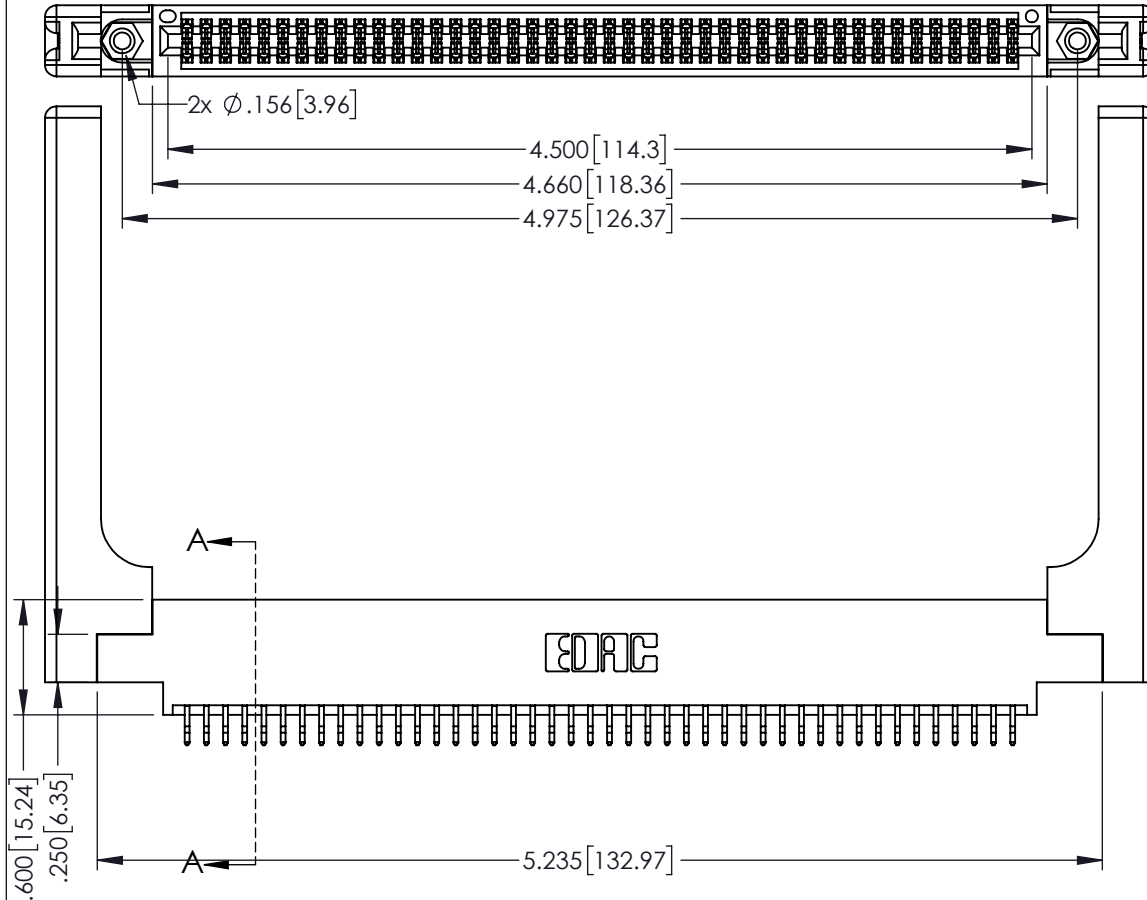 2x Ø.156[3.96]
4.500[114.3]
4.660[118.36]
4.975[126.37]
A
EDAC
.600[15.24]
.250[6.35]
A
5.235[132.97]